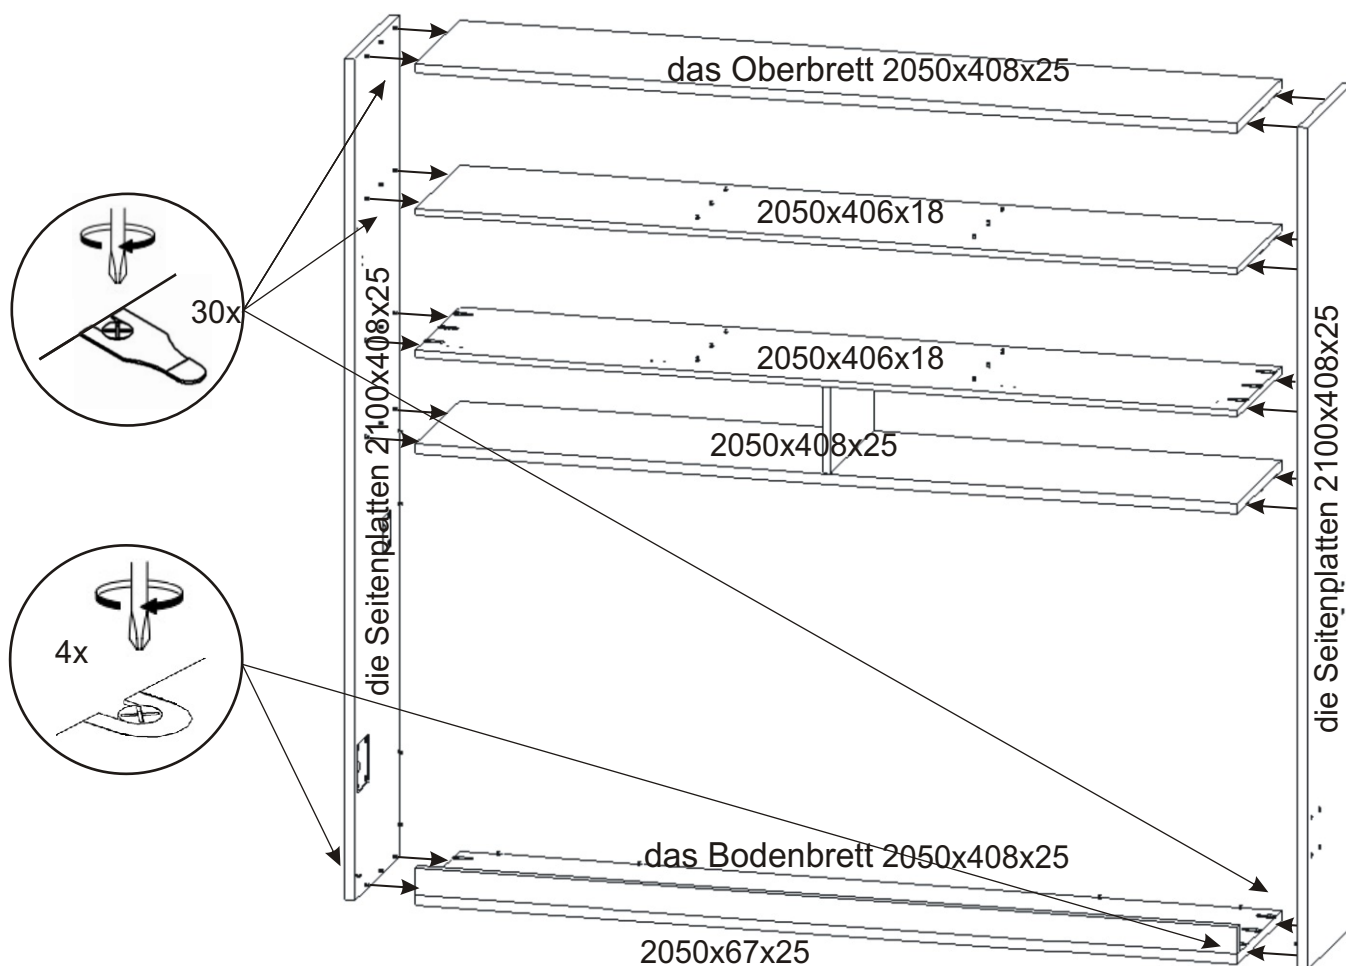 das Oberbrett 2050x408x25
2050x406x18
30x
2050x406x18
2050x408x25
die Seitenplatten 2100x408x25
die Seitenplatten 2100x408x25
4x
das Bodenbrett 2050x408x25
2050x67x25